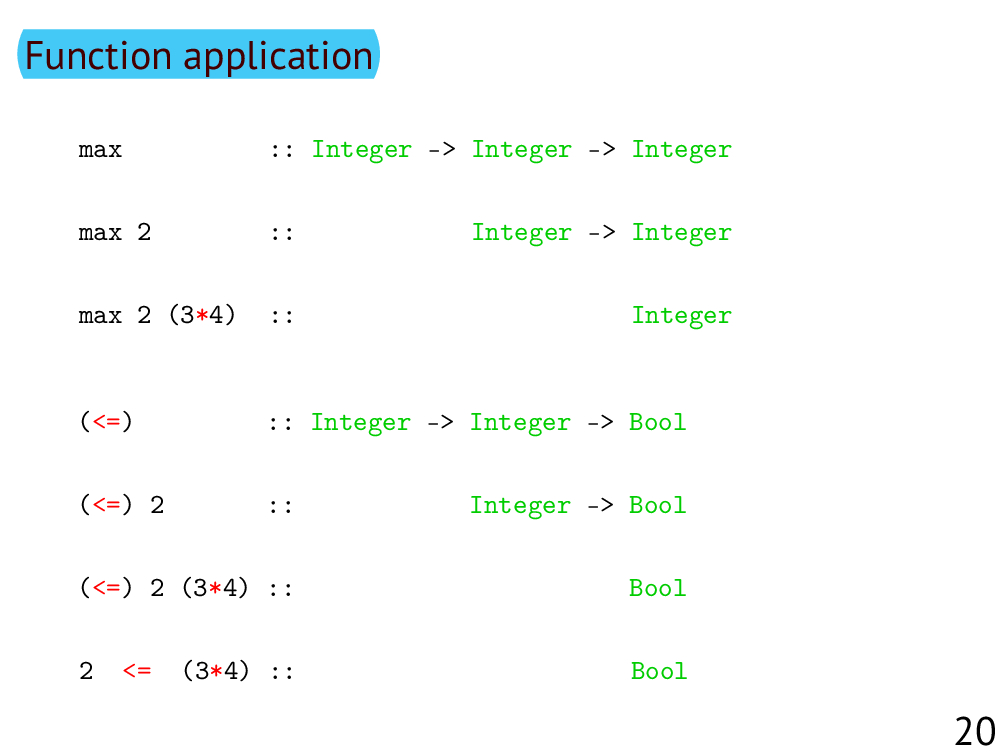 Function application
max :: Integer -> Integer -> Integer
max 2 :: Integer -> Integer
max 2 (3*4) :: Integer
(<=) :: Integer -> Integer -> Bool
(<=) 2 :: Integer -> Bool
(<=) 2 (3*4) :: Bool
2 <= (3*4) :: Bool
20